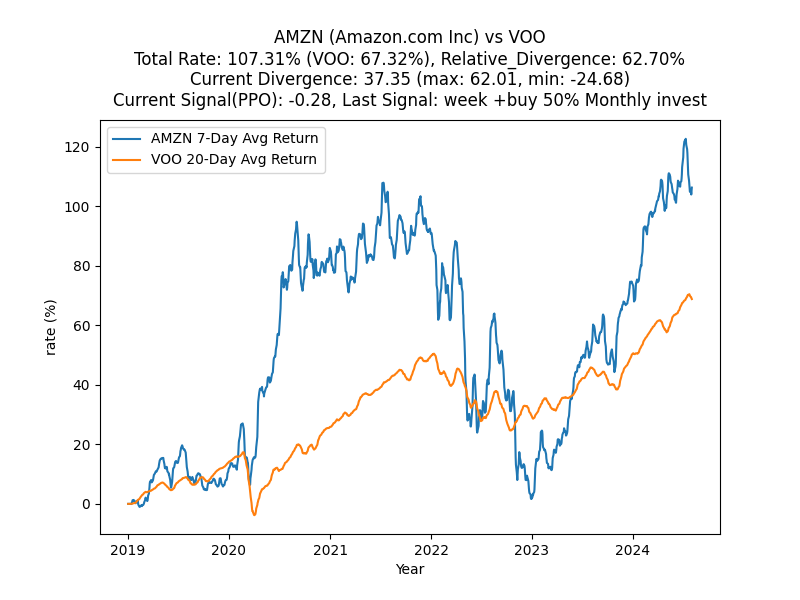 AMZN (Amazon.com Inc) vs VOO
Total Rate: 107.31% (VOO: 67.32%), Relative_Divergence: 62.70%
Current Divergence: 37.35 (max: 62.01, min: -24.68)
Current Signal(PPO): -0.28, Last Signal: week +buy 50% Monthly invest
AMZN 7-Day Avg Return
VOO 20-Day Avg Return
120
100
80
60
40
20
0
rate (%)
2019 2020 2021 2022 2023 2024
Year